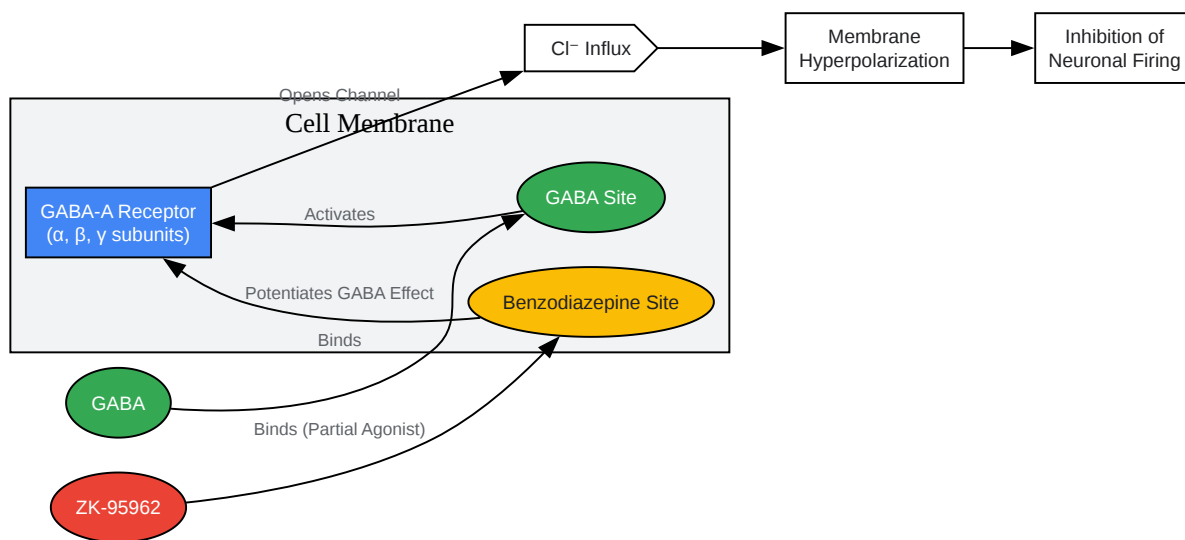 Cl⁻ Influx
Membrane
Hyperpolarization
Inhibition of
Neuronal Firing
Opens Channel
Cell Membrane
GABA-A Receptor
(α, β, γ subunits)
Activates
GABA Site
Potentiates GABA Effect
Benzodiazepine Site
Binds
GABA
Binds (Partial Agonist)
ZK-95962